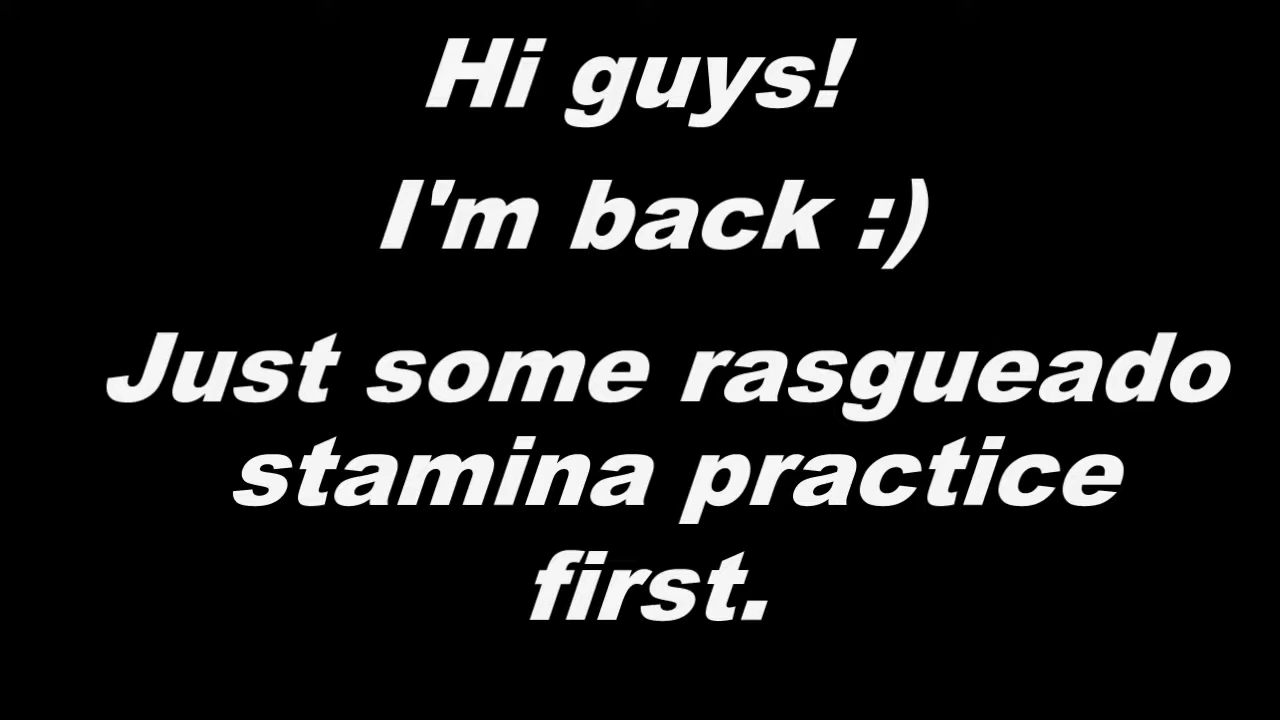 Hi guys!
I'm back :)
Just some rasgueado
stamina practice
first.